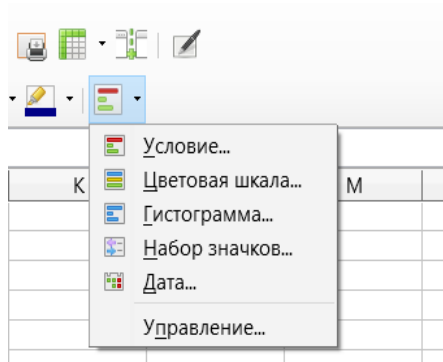 K
M
Условие...
Цветовая шкала...
Гистограмма...
Набор значков...
Дата...
Управление...